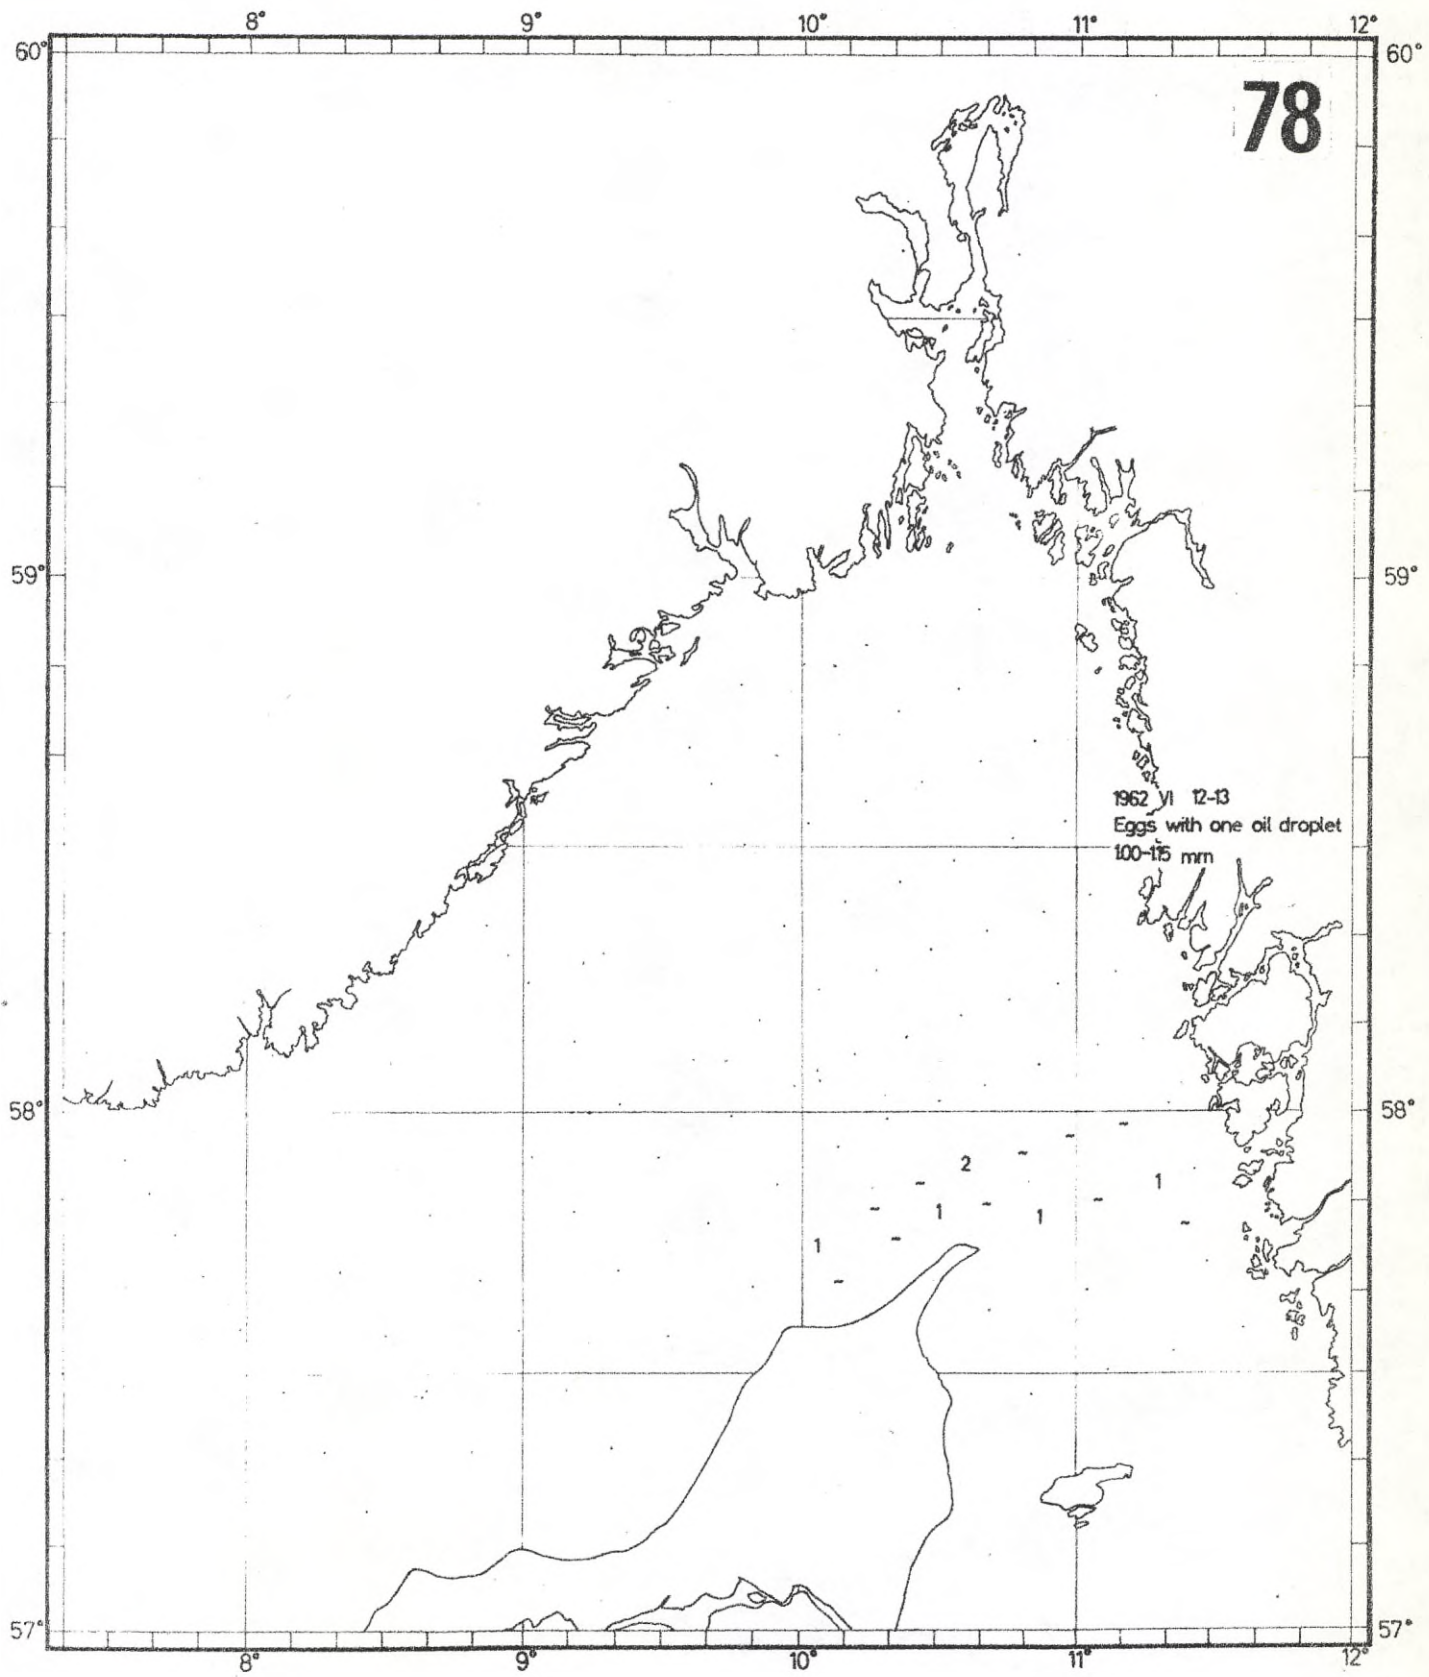 8° 9° 10° 11° 12°
60° 60°
78
59° 59°
1962 VI 12-13
Eggs with one oil droplet
1.00-1.15 mm
58° 58°
~
~
2 ~
~ 1
~ 1 ~ 1 ~
1 ~ ~
~
57° 57°
8° 9° 10° 11° 12°